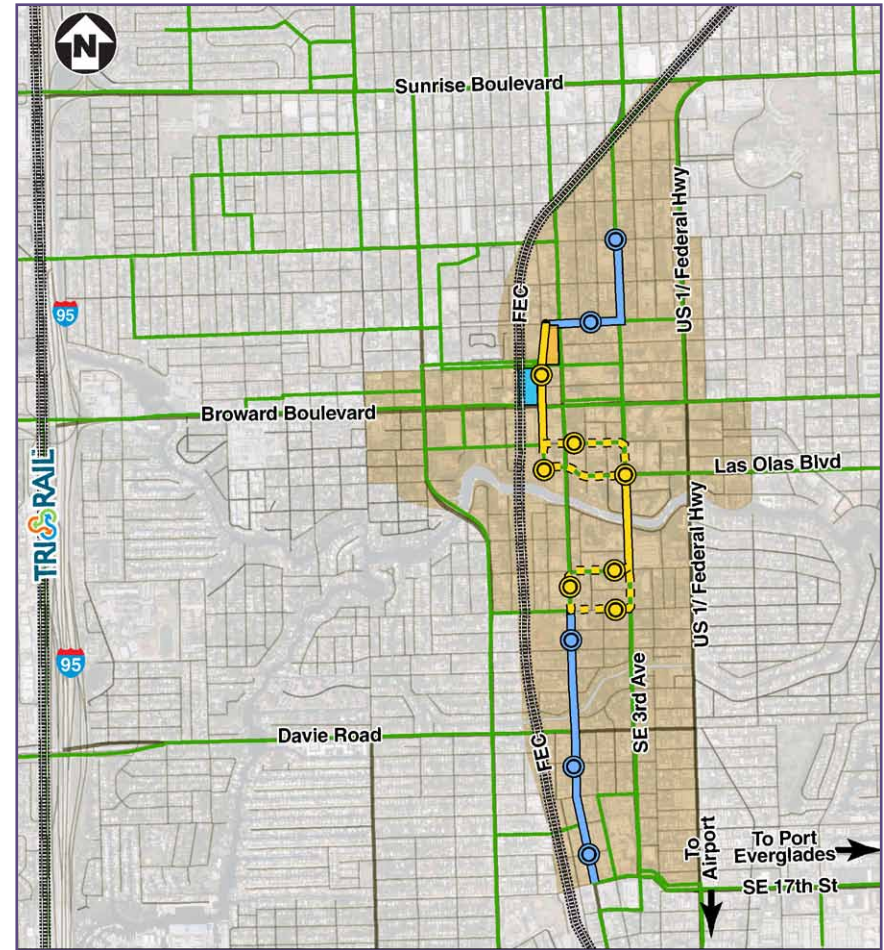 N
Sunrise Boulevard
US 1/ Federal Hwy
FEC
95
Broward Boulevard
Las Olas Blvd
TRI RAIL
US 1/ Federal Hwy
95
SE 3rd Ave
Davie Road
FEC
To
Airport
To Port
Everglades
SE 17th St